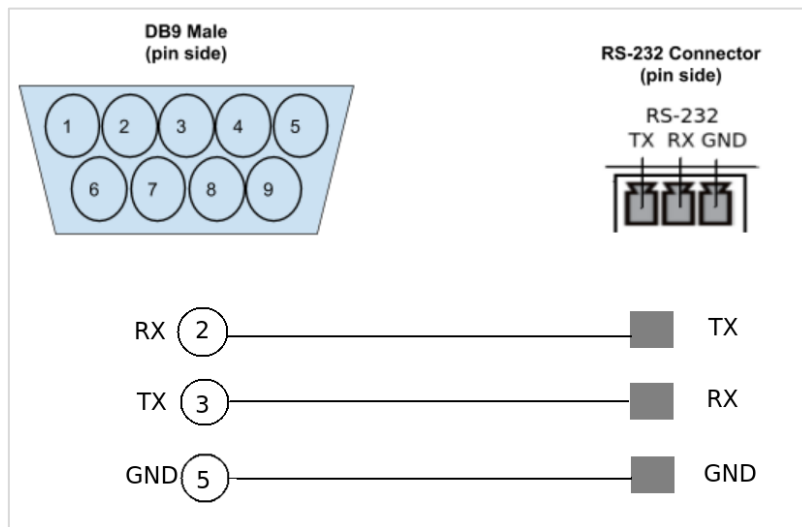 DB9 Male
(pin side)
RS-232 Connector
(pin side)
RS-232
TX RX GND
1 2 3 4 5
6 7 8 9
RX 2 TX
TX 3 RX
GND 5 GND